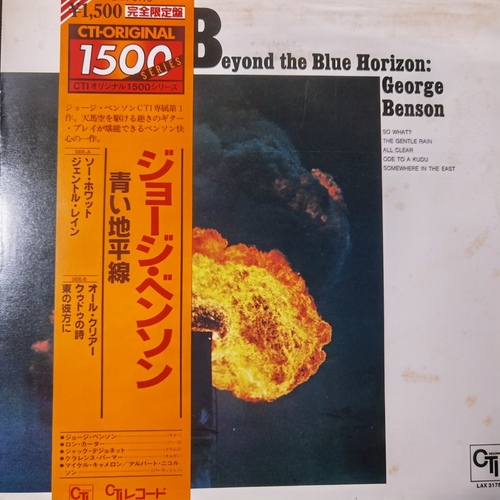 ¥1,500 完全限定盤
CTI-ORIGINAL
1500
SERIES
CTIオリジナル1500シリーズ
ジョージ・ベンソンCTI専属第1
作。天馬空を駆ける絶きのギター
・プレイが堪能できるベンソン快
心の一作。
ジョージ・ベンソン
青い地平線
SIDE-A
ソー・ホワット
ジェントル・レイン
オール・クリアー
クゥドゥの詩
東の彼方に
●ジョージ・ベンソン
●ロン・カーター
●ジャック・デジョネット
●クラレンス・パーマー
●マイケル・キャメロン/アルバート・ニコル
ソン
CTI CTIレコード
Beyond the Blue Horizon:
George
Benson
SO WHAT?
THE GENTLE RAIN
ALL CLEAR
ODE TO A KUDU
SOMEWHERE IN THE EAST
CTI